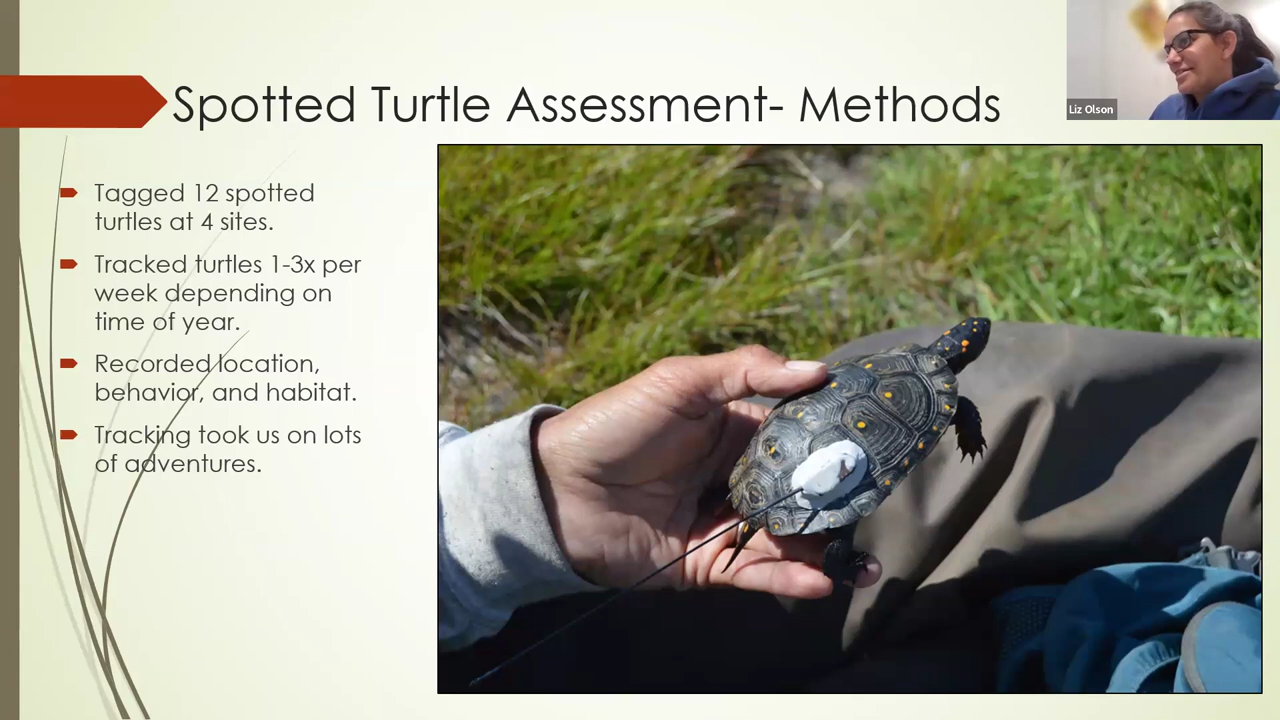 Spotted Turtle Assessment- Methods
Liz Olson
Tagged 12 spotted
turtles at 4 sites.
Tracked turtles 1-3x per
week depending on
time of year.
Recorded location,
behavior, and habitat.
Tracking took us on lots
of adventures.